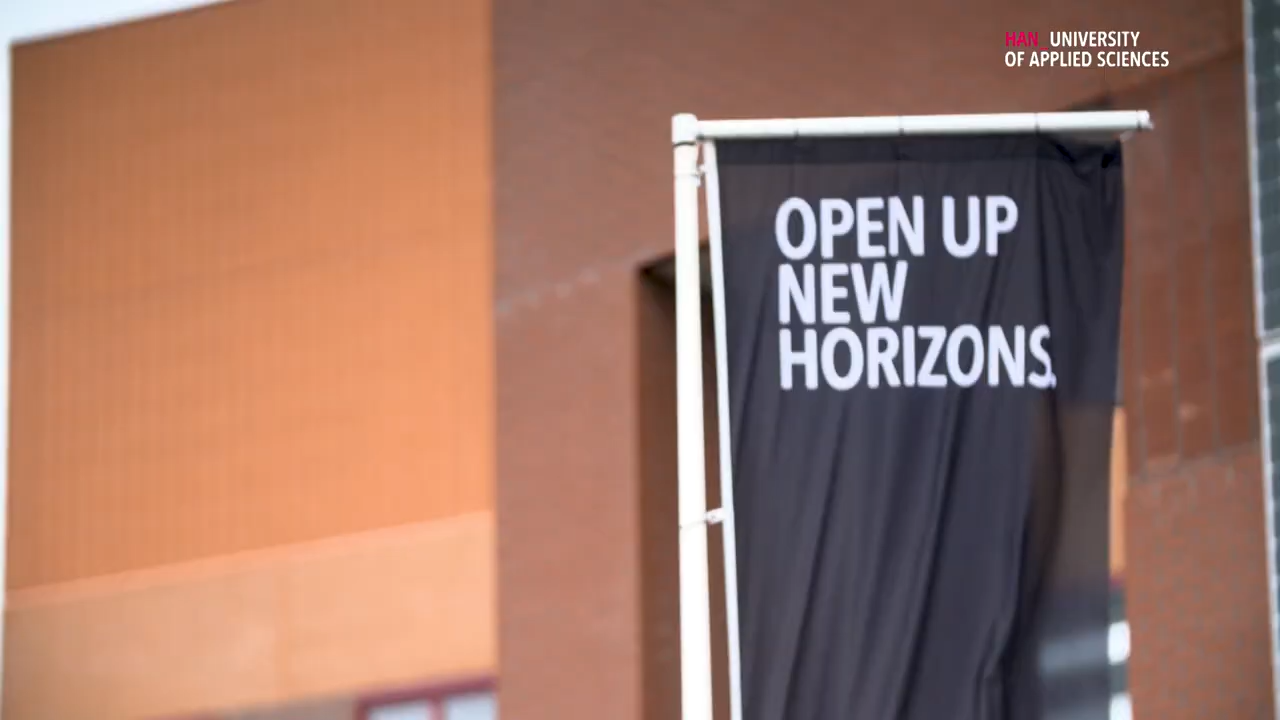 HAN_UNIVERSITY
OF APPLIED SCIENCES
OPEN UP
NEW
HORIZONS.